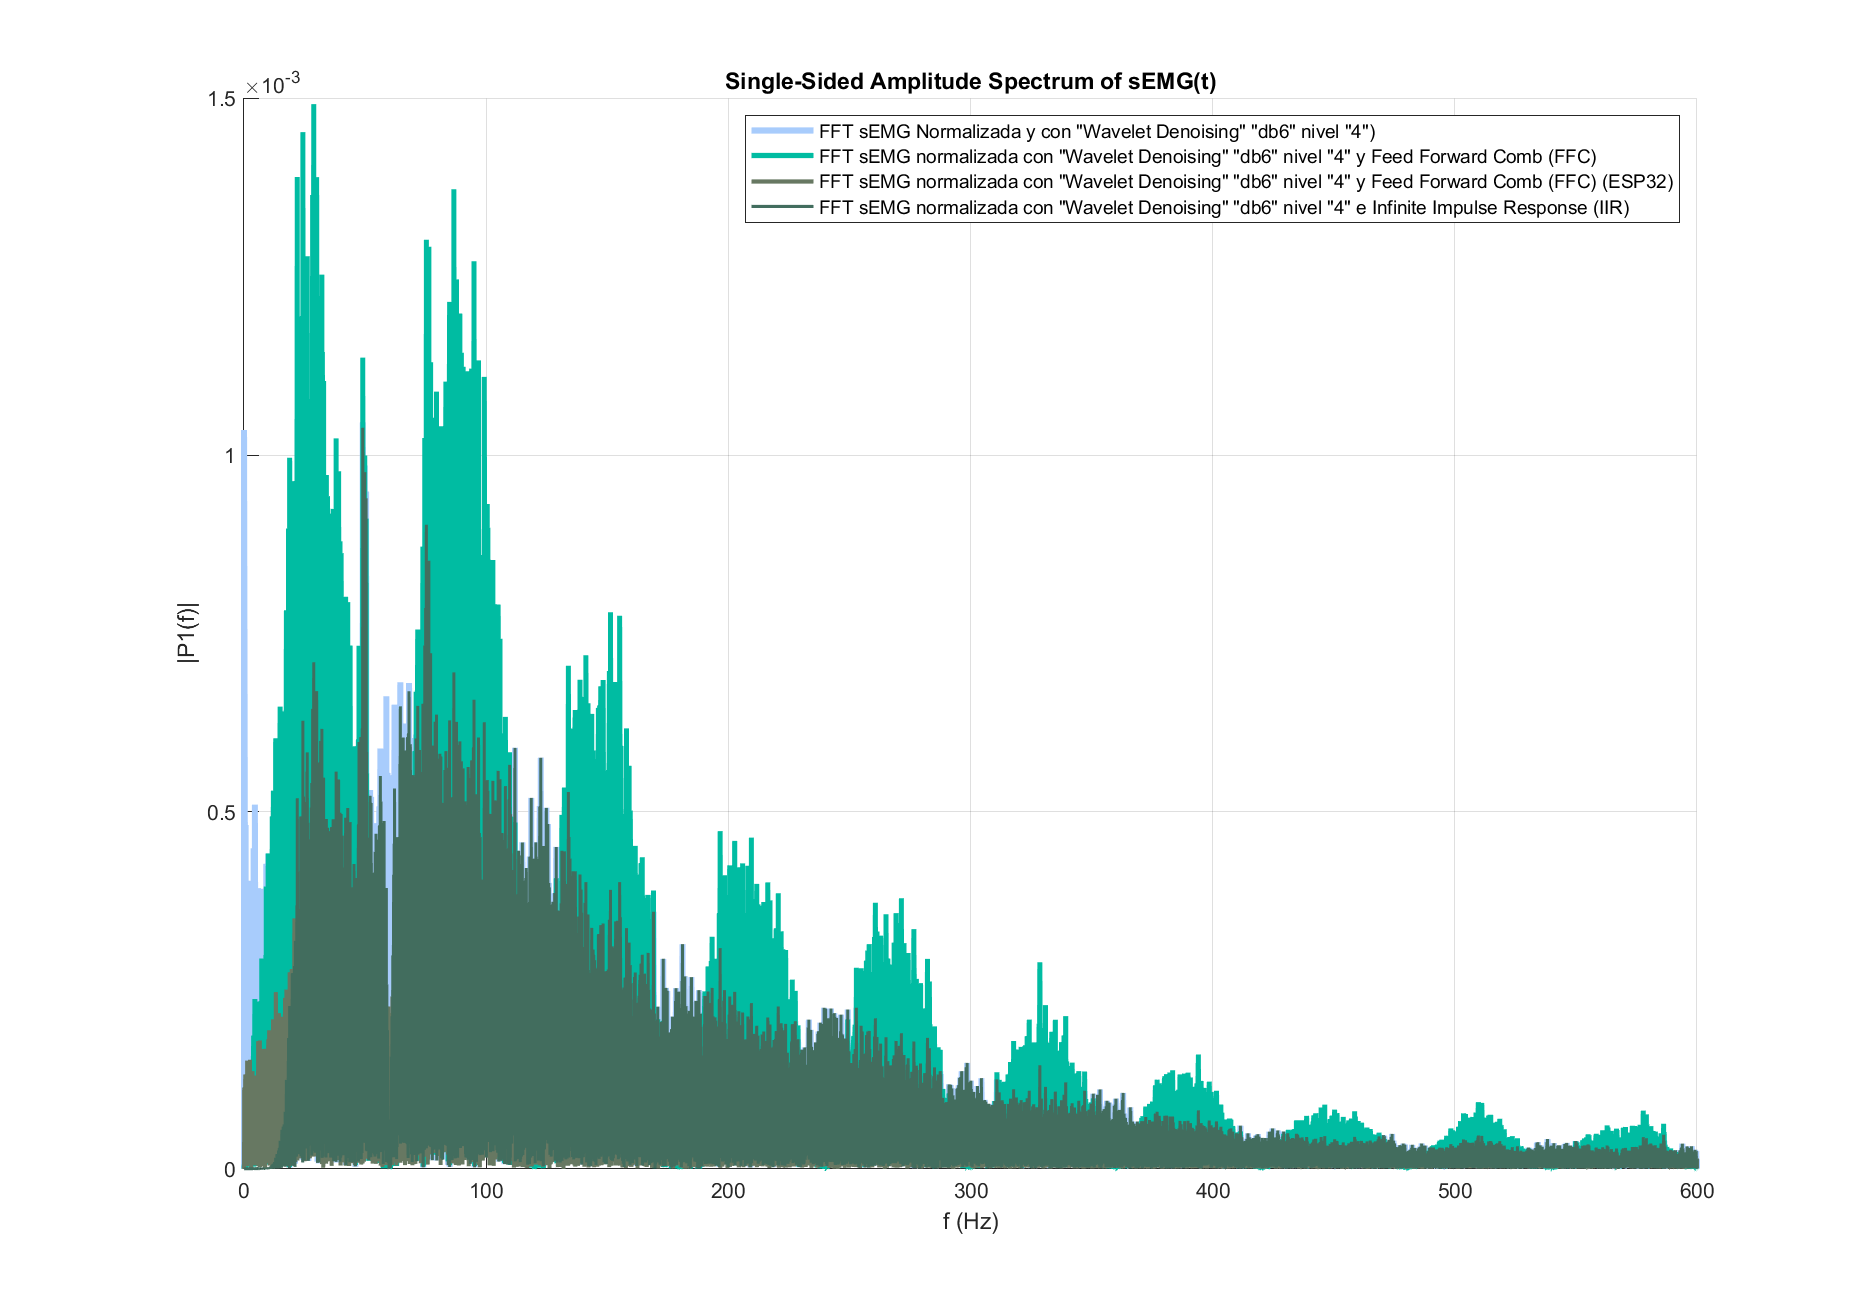 Single-Sided Amplitude Spectrum of sEMG(t)
×10-3
1.5
1
0.5
0
|P1(f)|
FFT sEMG Normalizada y con "Wavelet Denoising" "db6" nivel "4")
FFT sEMG normalizada con "Wavelet Denoising" "db6" nivel "4" y Feed Forward Comb (FFC)
FFT sEMG normalizada con "Wavelet Denoising" "db6" nivel "4" y Feed Forward Comb (FFC) (ESP32)
FFT sEMG normalizada con "Wavelet Denoising" "db6" nivel "4" e Infinite Impulse Response (IIR)
0 100 200 300 400 500 600
f (Hz)